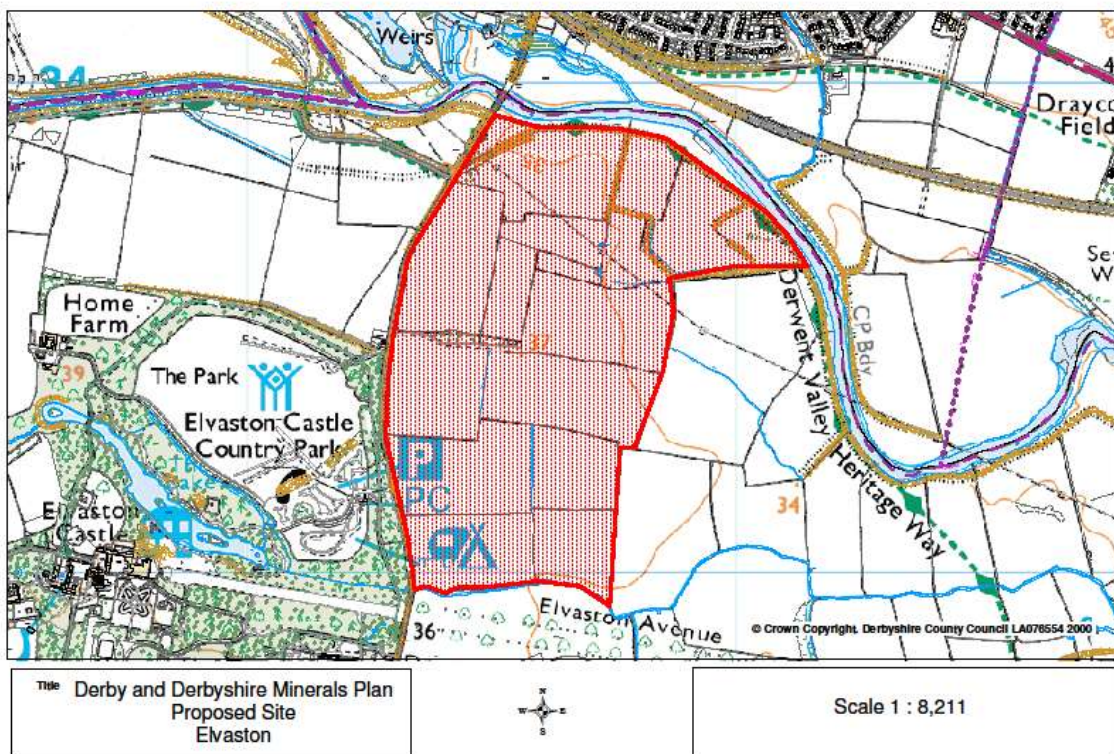 Weirs
34
Drayc
Field
40
Home
Farm
39
The Park
37
Elvaston Castle
Country Park
P
PC
Elvaston
Castle
Derwent Valley
CP Bdy
Heritage Way
34
36
Elvaston Avenue
© Crown Copyright, Derbyshire County Council LA076554 2000
Title Derby and Derbyshire Minerals Plan
Proposed Site
Elvaston
N
W E
S
Scale 1 : 8,211